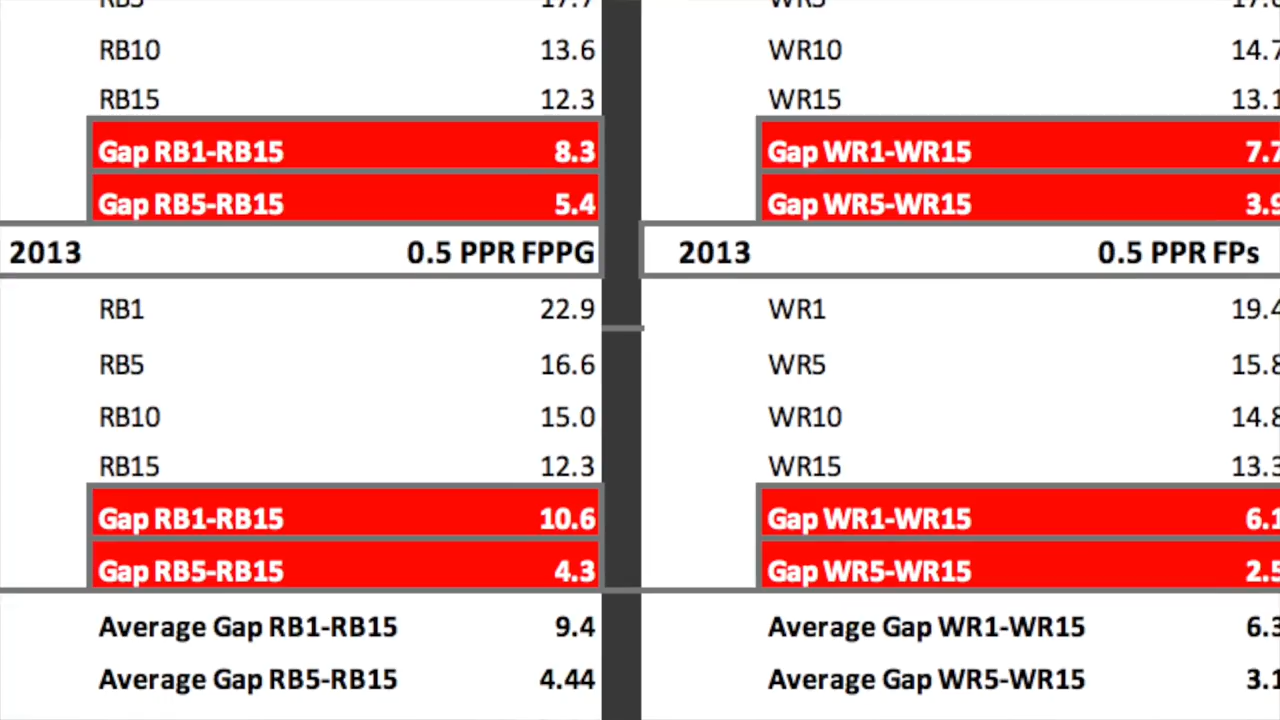 RB10 13.6
RB15 12.3
Gap RB1-RB15 8.3
Gap RB5-RB15 5.4
2013 0.5 PPR FPPG
RB1 22.9
RB5 16.6
RB10 15.0
RB15 12.3
Gap RB1-RB15 10.6
Gap RB5-RB15 4.3
Average Gap RB1-RB15 9.4
Average Gap RB5-RB15 4.44
WR10 14.7
WR15 13.1
Gap WR1-WR15 7.7
Gap WR5-WR15 3.9
2013 0.5 PPR FPs
WR1 19.4
WR5 15.8
WR10 14.8
WR15 13.3
Gap WR1-WR15 6.1
Gap WR5-WR15 2.5
Average Gap WR1-WR15 6.3
Average Gap WR5-WR15 3.1